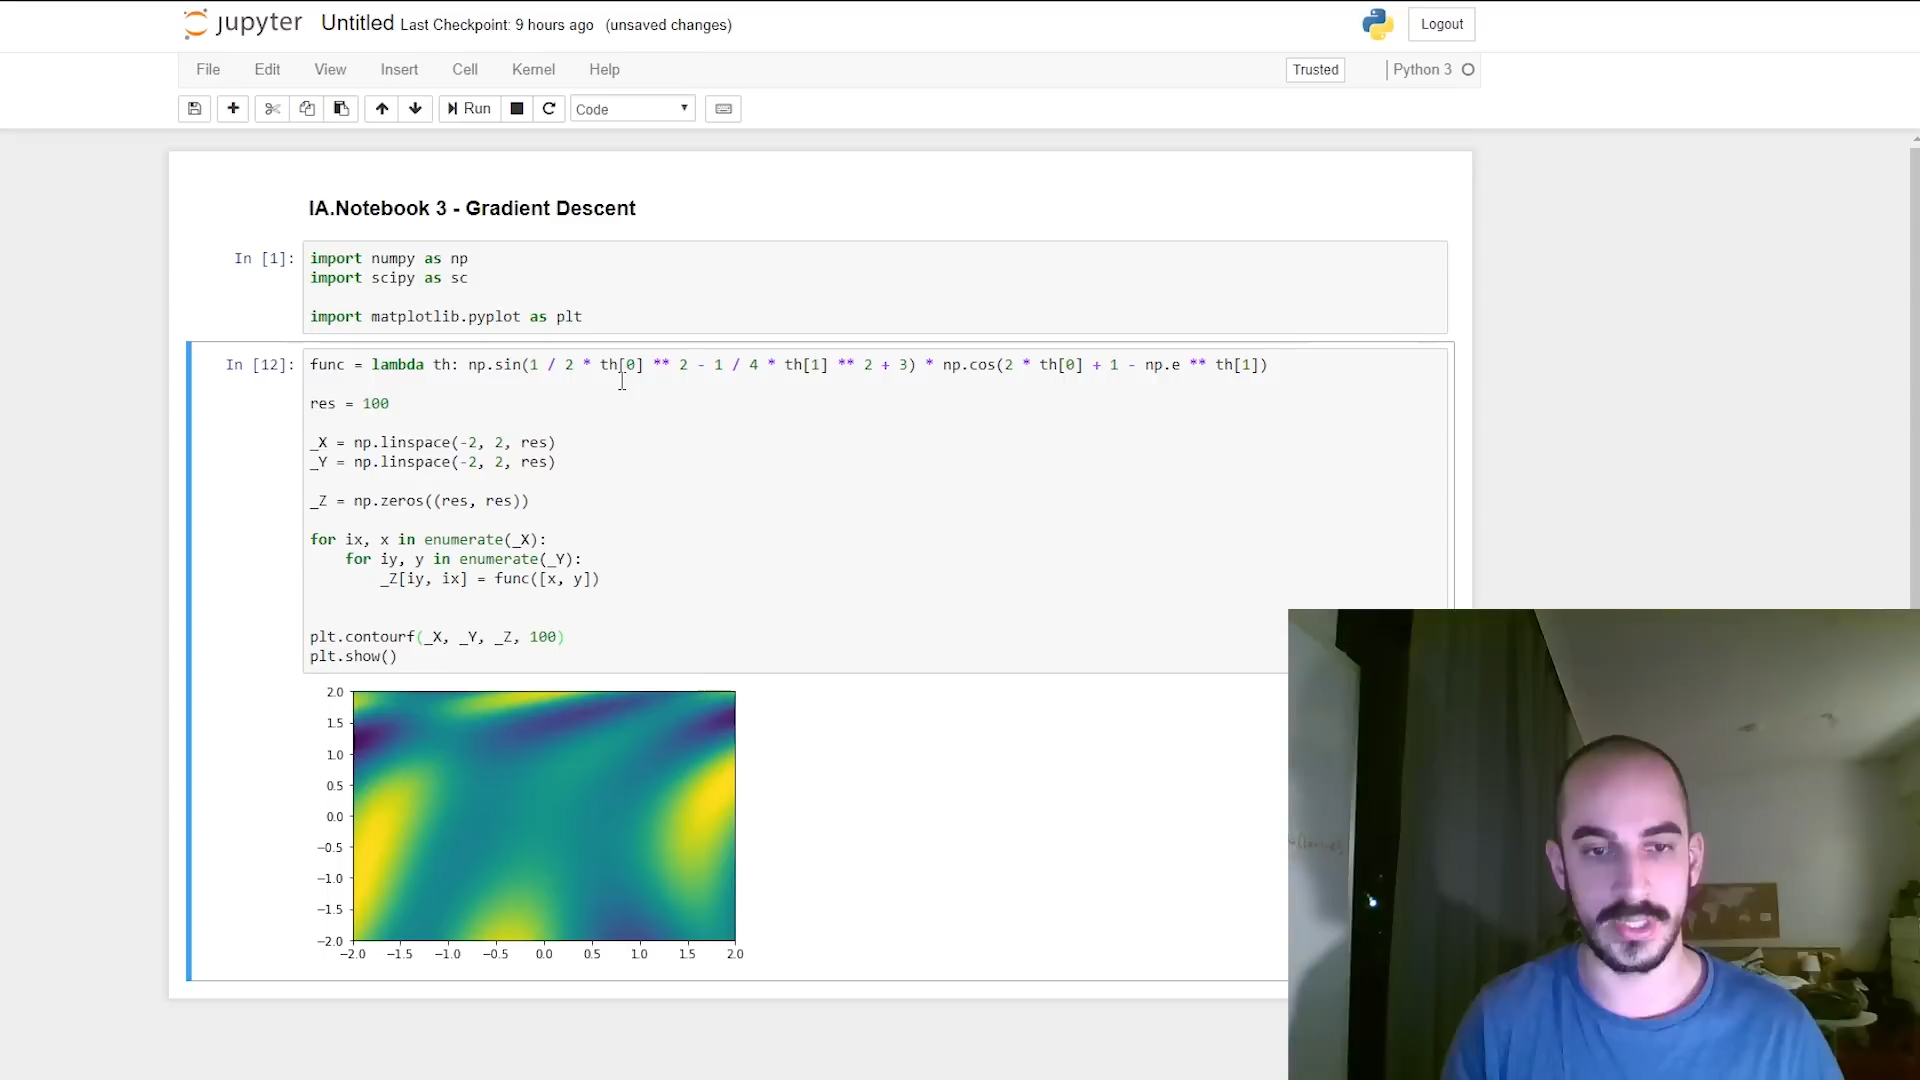 jupyter Untitled Last Checkpoint: 9 hours ago (unsaved changes) Logout
File Edit View Insert Cell Kernel Help Trusted Python 3
Run Code
IA.Notebook 3 - Gradient Descent
In [1]: import numpy as np
import scipy as sc
import matplotlib.pyplot as plt
In [12]: func = lambda th: np.sin(1 / 2 * th[0] ** 2 - 1 / 4 * th[1] ** 2 + 3) * np.cos(2 * th[0] + 1 - np.e ** th[1])
res = 100
_X = np.linspace(-2, 2, res)
_Y = np.linspace(-2, 2, res)
_Z = np.zeros((res, res))
for ix, x in enumerate(_X):
    for iy, y in enumerate(_Y):
        _Z[iy, ix] = func([x, y])
plt.contourf(_X, _Y, _Z, 100)
plt.show()
2.0
1.5
1.0
0.5
0.0
−0.5
−1.0
−1.5
−2.0
−2.0 −1.5 −1.0 −0.5 0.0 0.5 1.0 1.5 2.0